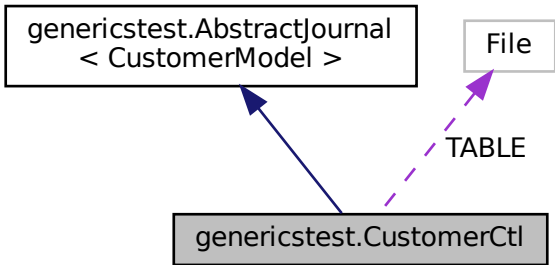 genericstest.AbstractJournal
< CustomerModel >
File
TABLE
genericstest.CustomerCtl